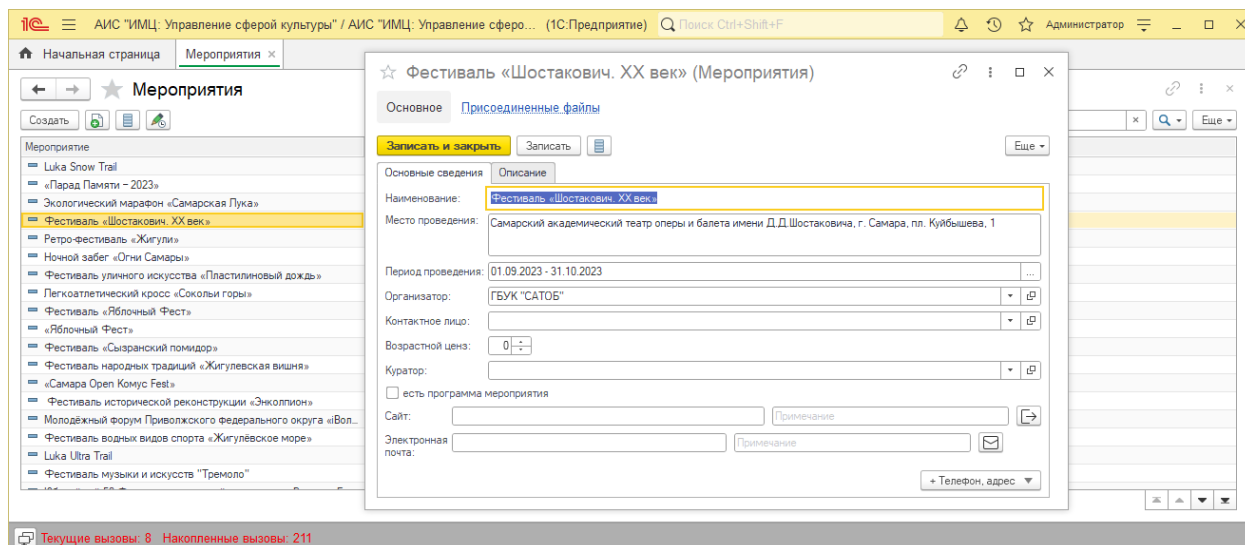 АИС "ИМЦ: Управление сферой культуры" / АИС "ИМЦ: Управление сферо... (1С:Предприятие) Поиск Ctrl+Shift+F Администратор
Начальная страница Мероприятия ×
Мероприятия
Создать Еще
Мероприятие
Luka Snow Trail
«Парад Памяти – 2023»
Экологический марафон «Самарская Лука»
Фестиваль «Шостакович. XX век»
Ретро-фестиваль «Жигули»
Ночной забег «Огни Самары»
Фестиваль уличного искусства «Пластилиновый дождь»
Легкоатлетический кросс «Сокольи горы»
Фестиваль «Яблочный Фест»
«Яблочный Фест»
Фестиваль «Сызранский помидор»
Фестиваль народных традиций «Жигулевская вишня»
«Самара Open Комус Fest»
Фестиваль исторической реконструкции «Энколпион»
Молодёжный форум Приволжского федерального округа «iВол...
Фестиваль водных видов спорта «Жигулёвское море»
Luka Ultra Trail
Фестиваль музыки и искусств "Тремоло"
Фестиваль «Шостакович. XX век» (Мероприятия)
Основное Присоединенные файлы
Записать и закрыть Записать Еще
Основные сведения Описание
Наименование: Фестиваль «Шостакович. XX век»
Место проведения: Самарский академический театр оперы и балета имени Д.Д.Шостаковича, г. Самара, пл. Куйбышева, 1
Период проведения: 01.09.2023 - 31.10.2023 ...
Организатор: ГБУК "САТОБ"
Контактное лицо:
Возрастной ценз: 0
Куратор:
есть программа мероприятия
Сайт: Примечание
Электронная почта: Примечание
+ Телефон, адрес
Текущие вызовы: 8 Накопленные вызовы: 211